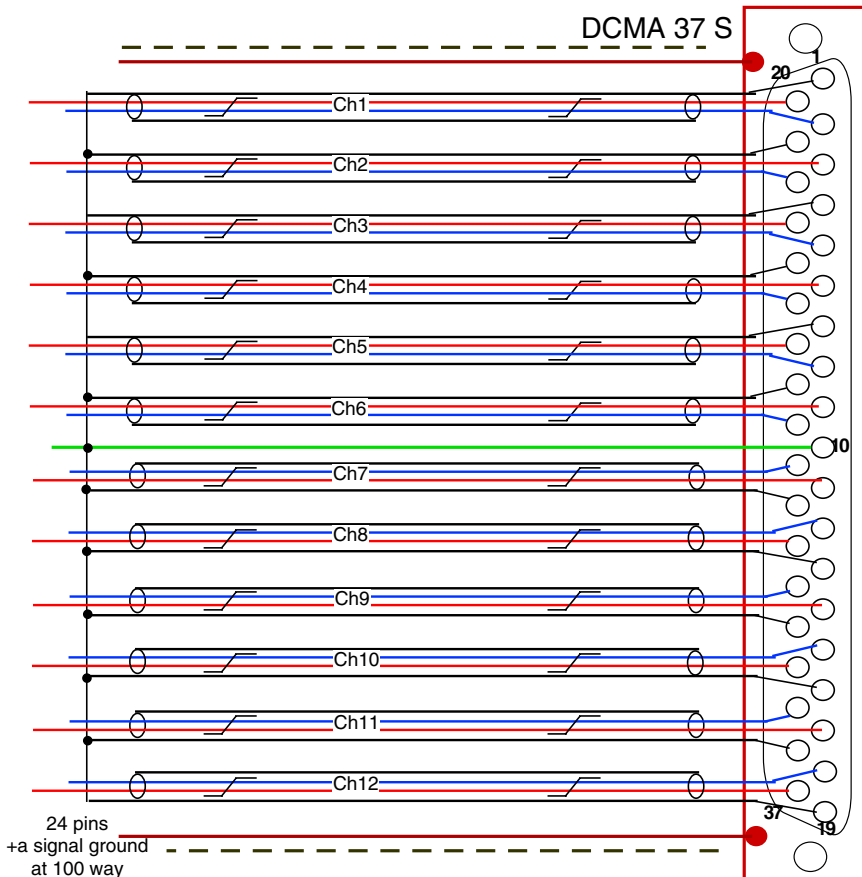 DCMA 37 S
1
20
Ch1
Ch2
Ch3
Ch4
Ch5
Ch6
10
Ch7
Ch8
Ch9
Ch10
Ch11
Ch12
37
19
24 pins
+a signal ground
at 100 way